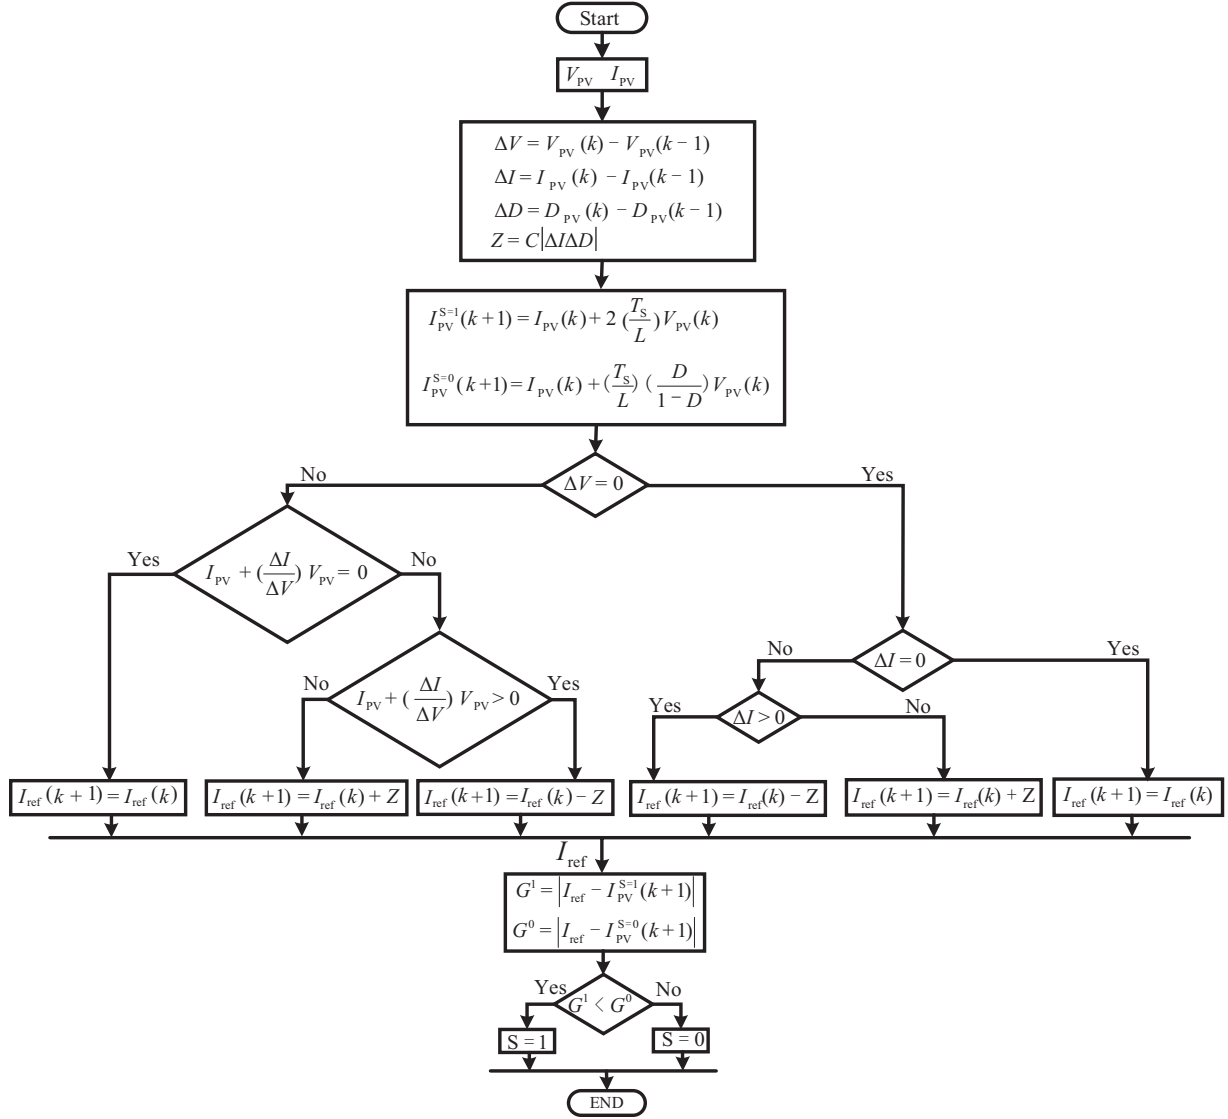 Start
V_PV I_PV
ΔV = V_PV (k) − V_PV(k − 1)
ΔI = I_PV (k) − I_PV(k − 1)
ΔD = D_PV (k) − D_PV(k − 1)
Z = C|ΔIΔD|
I_PV^S=1(k+1) = I_PV(k) + 2 (T_S/L)V_PV(k)
I_PV^S=0(k+1) = I_PV(k) + (T_S/L) (D/1 − D)V_PV(k)
No
ΔV = 0
Yes
Yes
I_PV + (ΔI/ΔV) V_PV = 0
No
No
ΔI = 0
Yes
No
I_PV + (ΔI/ΔV) V_PV > 0
Yes
Yes
ΔI > 0
No
I_ref (k + 1) = I_ref (k)
I_ref (k+1) = I_ref (k) + Z
I_ref (k+1) = I_ref (k) − Z
I_ref (k+1) = I_ref(k) − Z
I_ref (k+1) = I_ref(k) + Z
I_ref (k + 1) = I_ref (k)
I_ref
G^1 = |I_ref − I_PV^S=1(k+1)|
G^0 = |I_ref − I_PV^S=0(k+1)|
Yes
G^1 < G^0
No
S = 1
S = 0
END